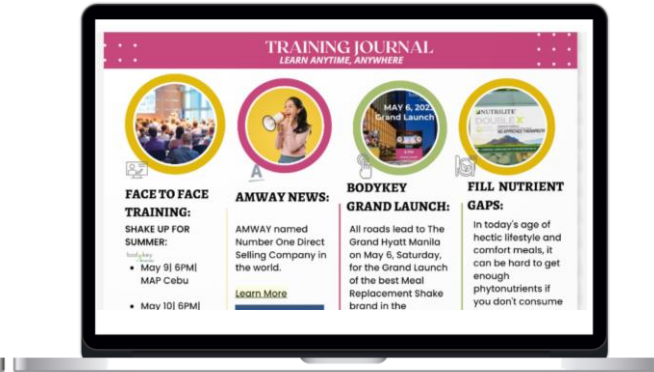 TRAINING JOURNAL
LEARN ANYTIME, ANYWHERE
MAY 6, 202
Grand Launch
NUTRILITE
DOUBLE X
FACE TO FACE
TRAINING:
SHAKE UP FOR
SUMMER:
bodykey
• May 9| 6PM|
MAP Cebu
• May 10| 6PM|
AMWAY NEWS:
AMWAY named
Number One Direct
Selling Company in
the world.
Learn More
BODYKEY
GRAND LAUNCH:
All roads lead to The
Grand Hyatt Manila
on May 6, Saturday,
for the Grand Launch
of the best Meal
Replacement Shake
brand in the
FILL NUTRIENT
GAPS:
In today's age of
hectic lifestyle and
comfort meals, it
can be hard to get
enough
phytonutrients if
you don't consume